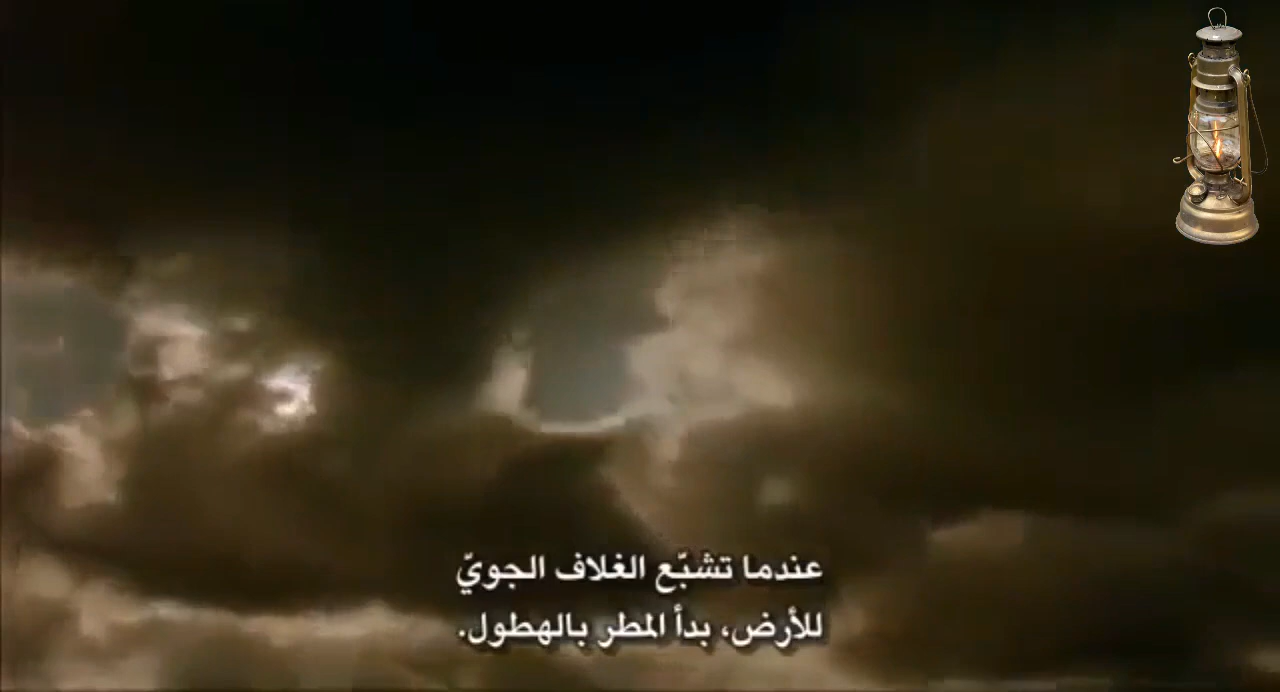 عندما تشبّع الغلاف الجويّ
للأرض، بدأ المطر بالهطول.